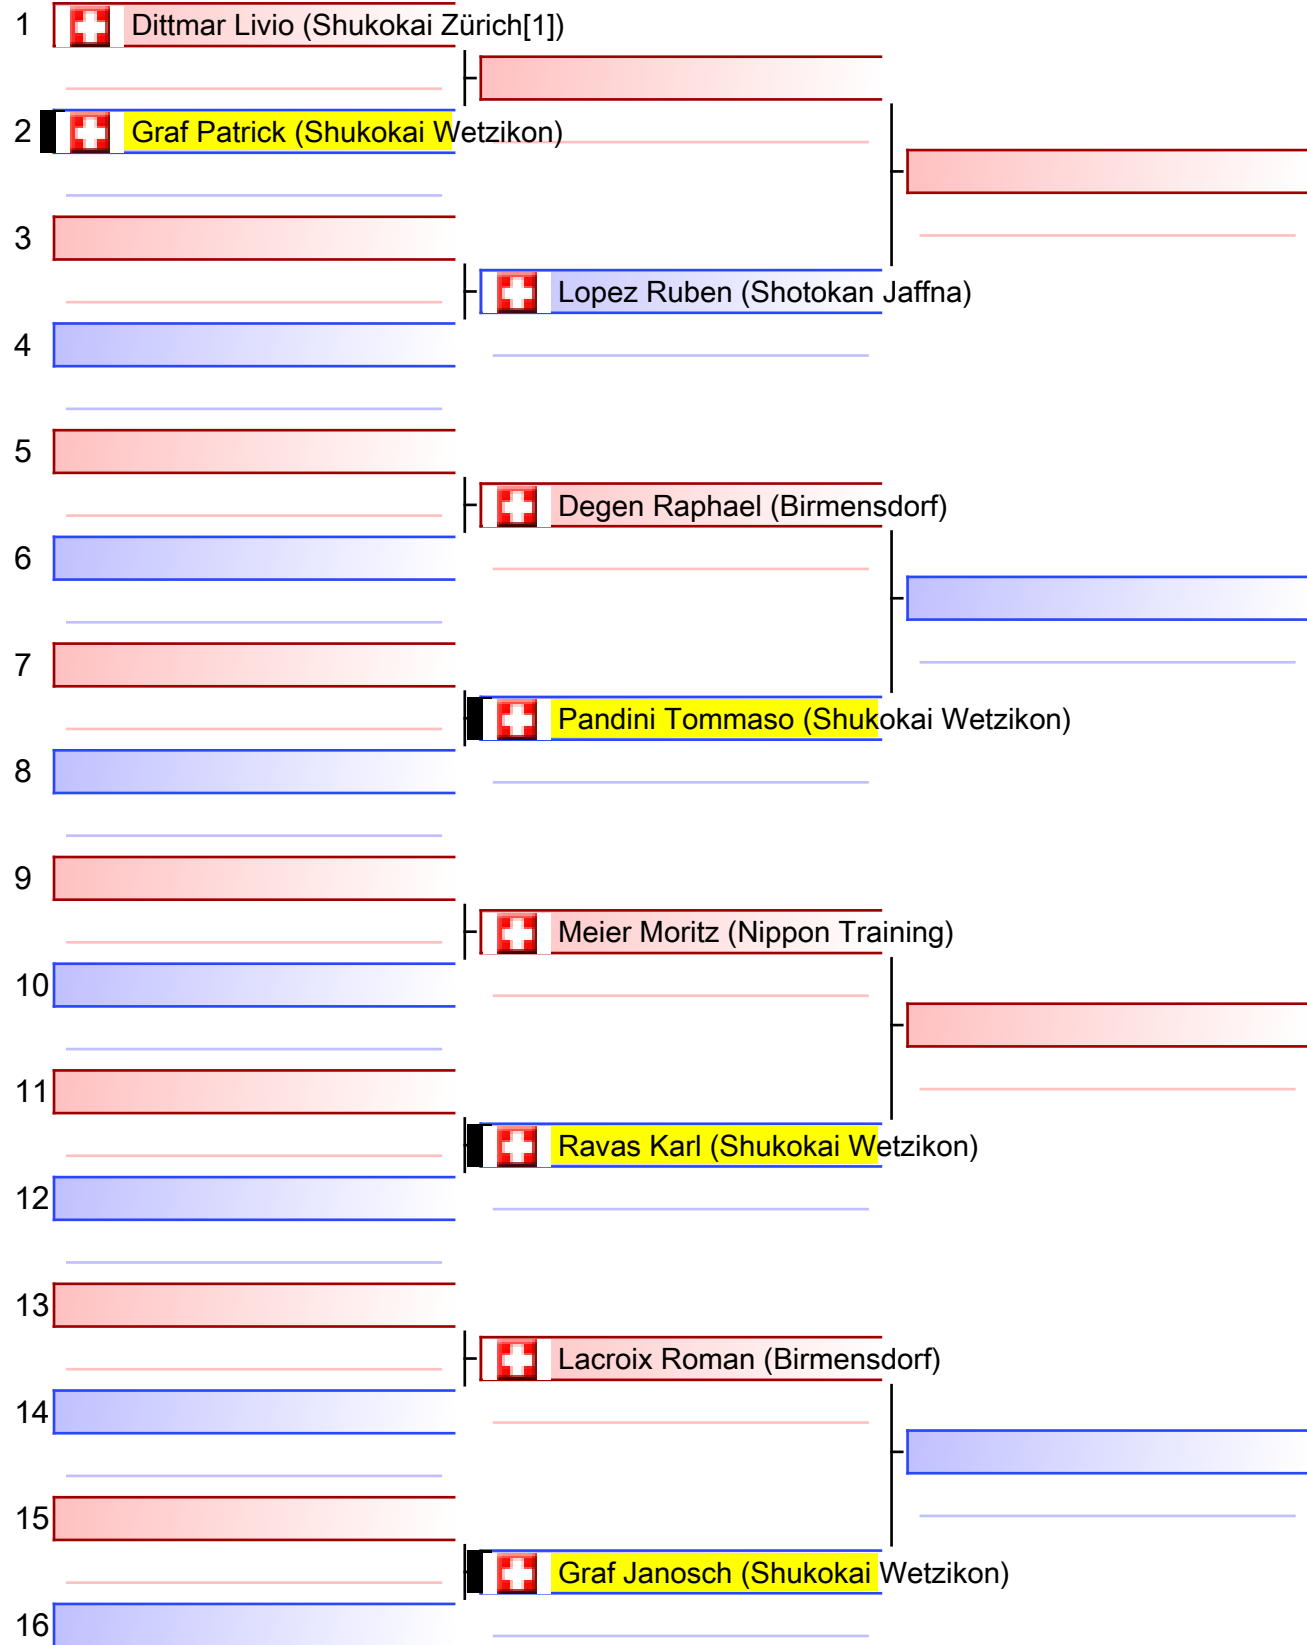 1 Dittmar Livio (Shukokai Zürich[1])
2 Graf Patrick (Shukokai Wetzikon)
3
Lopez Ruben (Shotokan Jaffna)
4
5
Degen Raphael (Birmensdorf)
6
7
Pandini Tommaso (Shukokai Wetzikon)
8
9
Meier Moritz (Nippon Training)
10
11
Ravas Karl (Shukokai Wetzikon)
12
13
Lacroix Roman (Birmensdorf)
14
15
Graf Janosch (Shukokai Wetzikon)
16